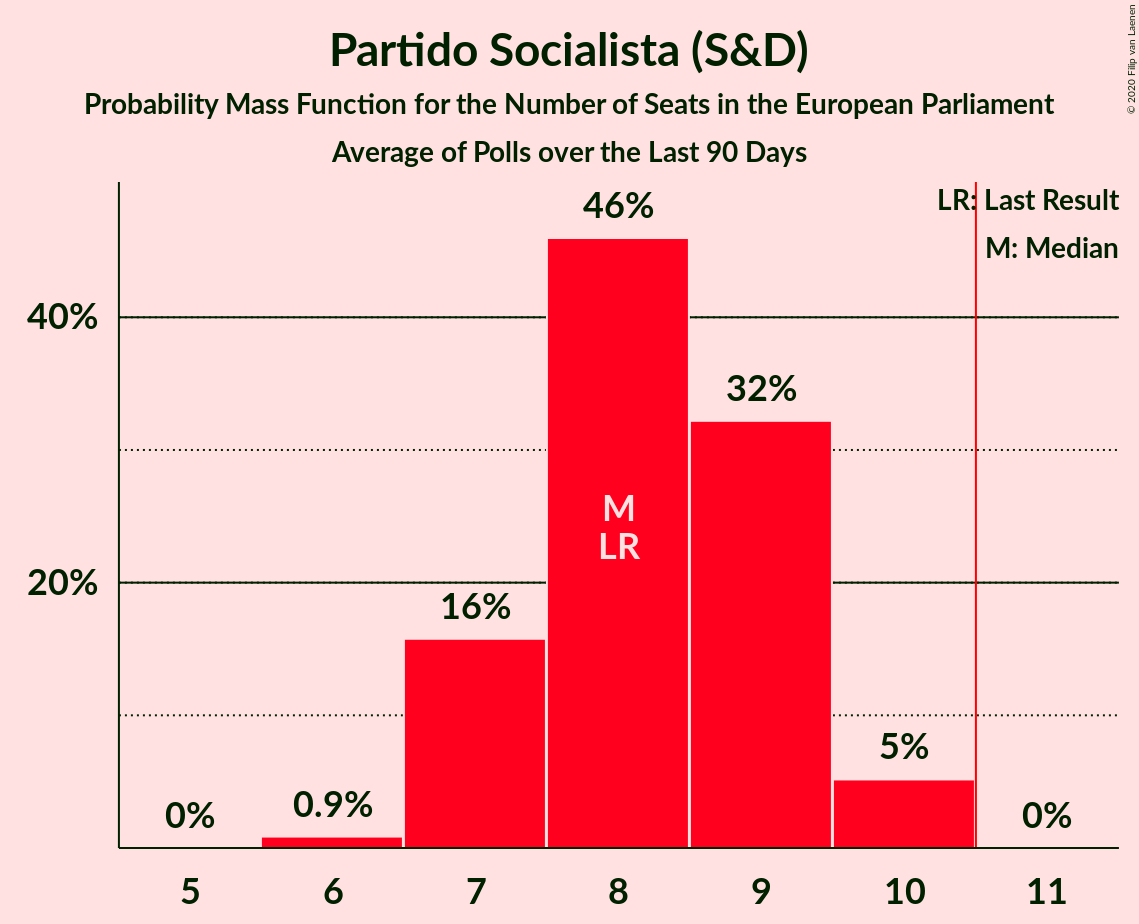 Partido Socialista (S&D)
Probability Mass Function for the Number of Seats in the European Parliament
Average of Polls over the Last 90 Days
© 2020 Filip van Laenen
LR: Last Result
M: Median
46%
40%
32%
M
LR
20%
16%
5%
0.9%
0%
0%
5
6
7
8
9
10
11